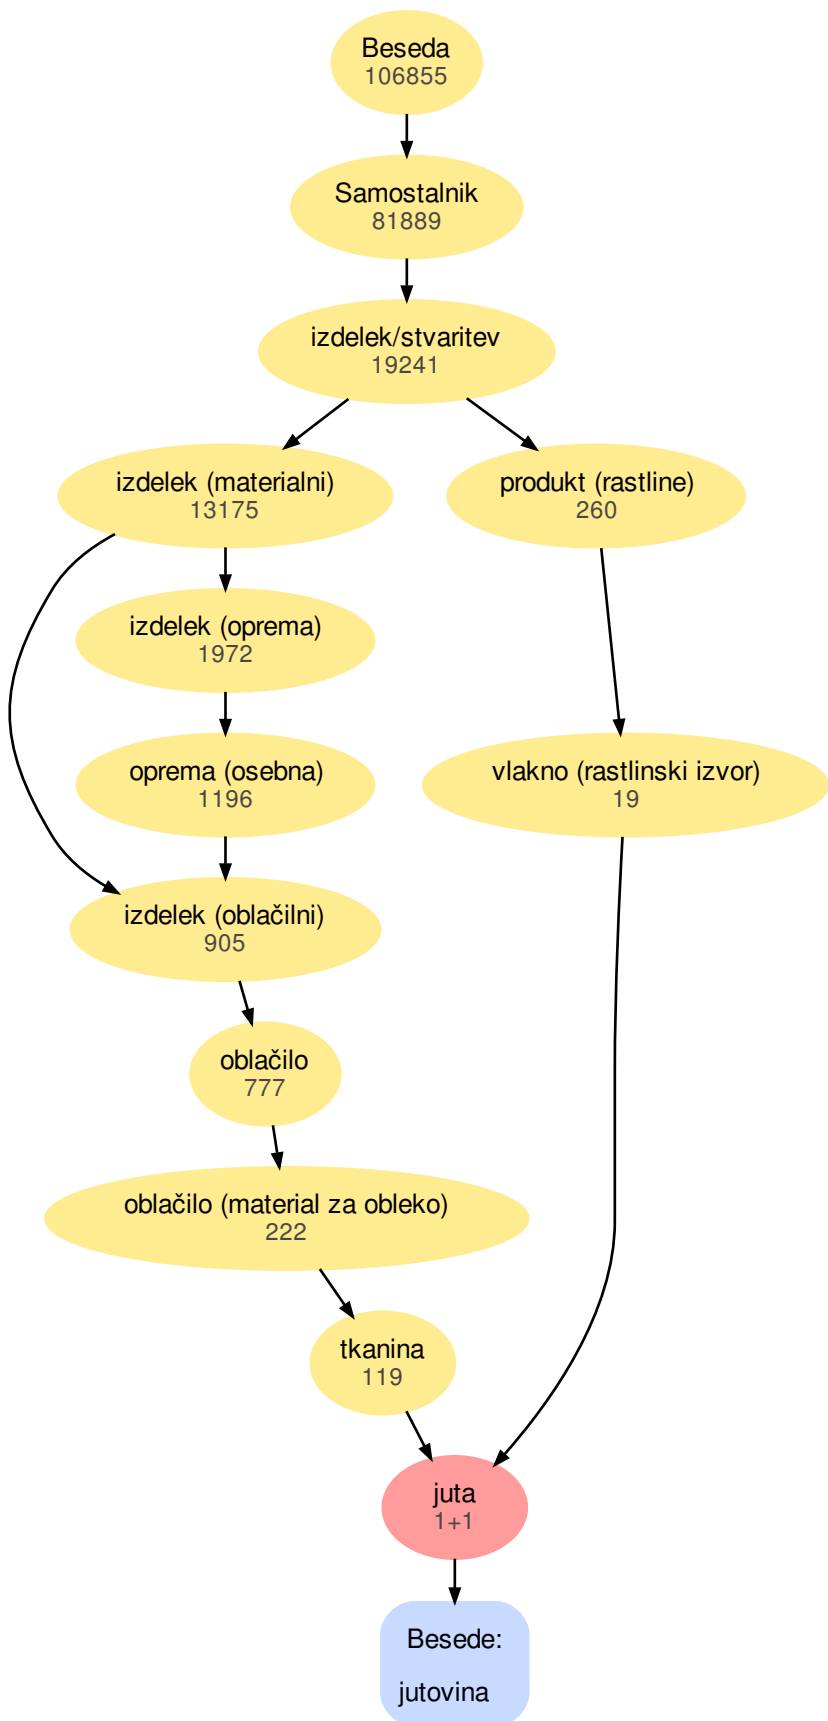 Beseda
106855
Samostalnik
81889
izdelek/stvaritev
19241
izdelek (materialni)
13175
produkt (rastline)
260
izdelek (oprema)
1972
oprema (osebna)
1196
vlakno (rastlinski izvor)
19
izdelek (oblačilni)
905
oblačilo
777
oblačilo (material za obleko)
222
tkanina
119
juta
1+1
Besede:
jutovina